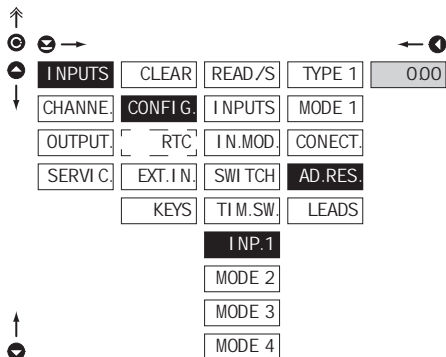 INPUTS CLEAR READ/S TYPE 1 0.00
CHANNE. CONFIG. INPUTS MODE 1
OUTPUT. RTC IN.MOD. CONECT.
SERVIC. EXT.IN. SWITCH AD.RES.
KEYS TIM.SW. LEADS
INP.1
MODE 2
MODE 3
MODE 4